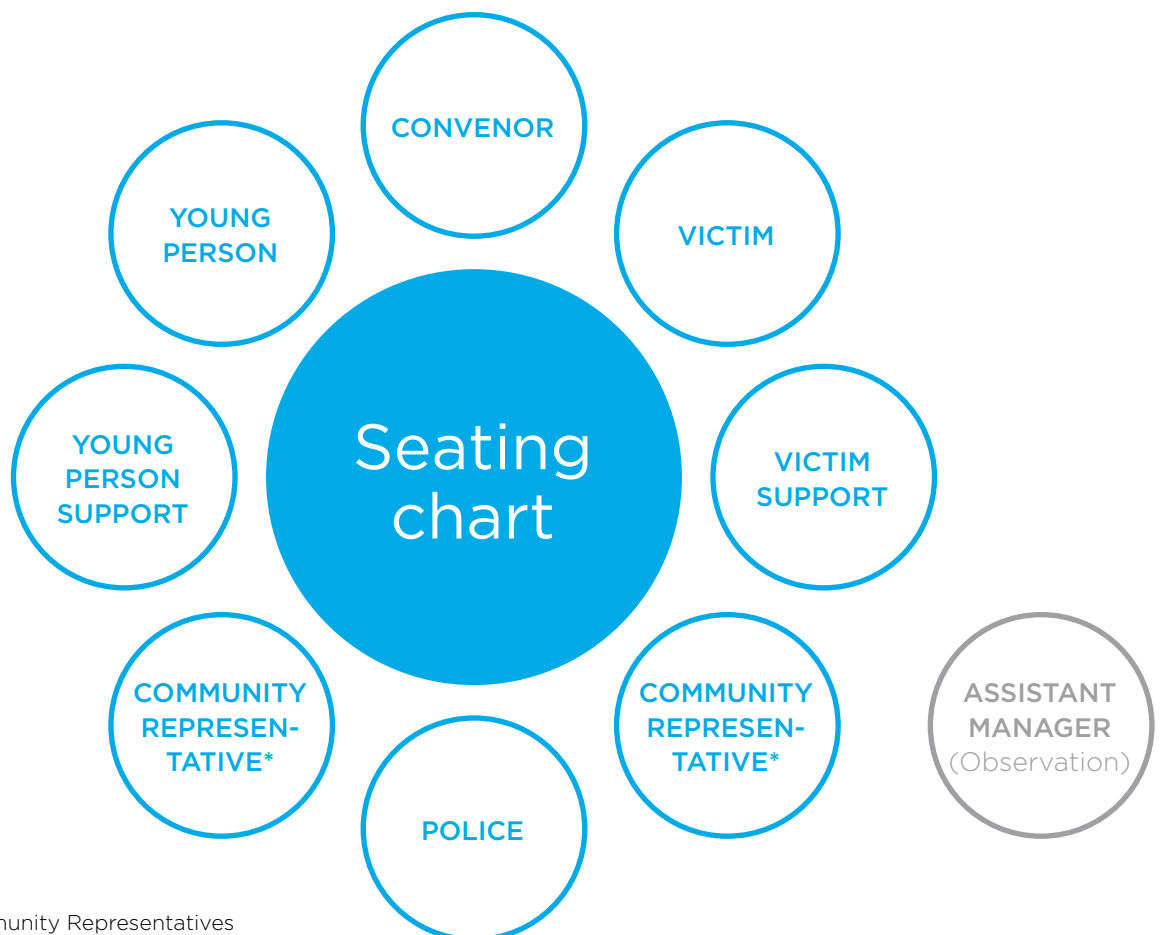 CONVENOR
YOUNG
PERSON
VICTIM
YOUNG
PERSON
SUPPORT
Seating
chart
VICTIM
SUPPORT
COMMUNITY
REPRESEN-
TATIVE*
COMMUNITY
REPRESEN-
TATIVE*
ASSISTANT
MANAGER
(Observation)
POLICE
Representatives